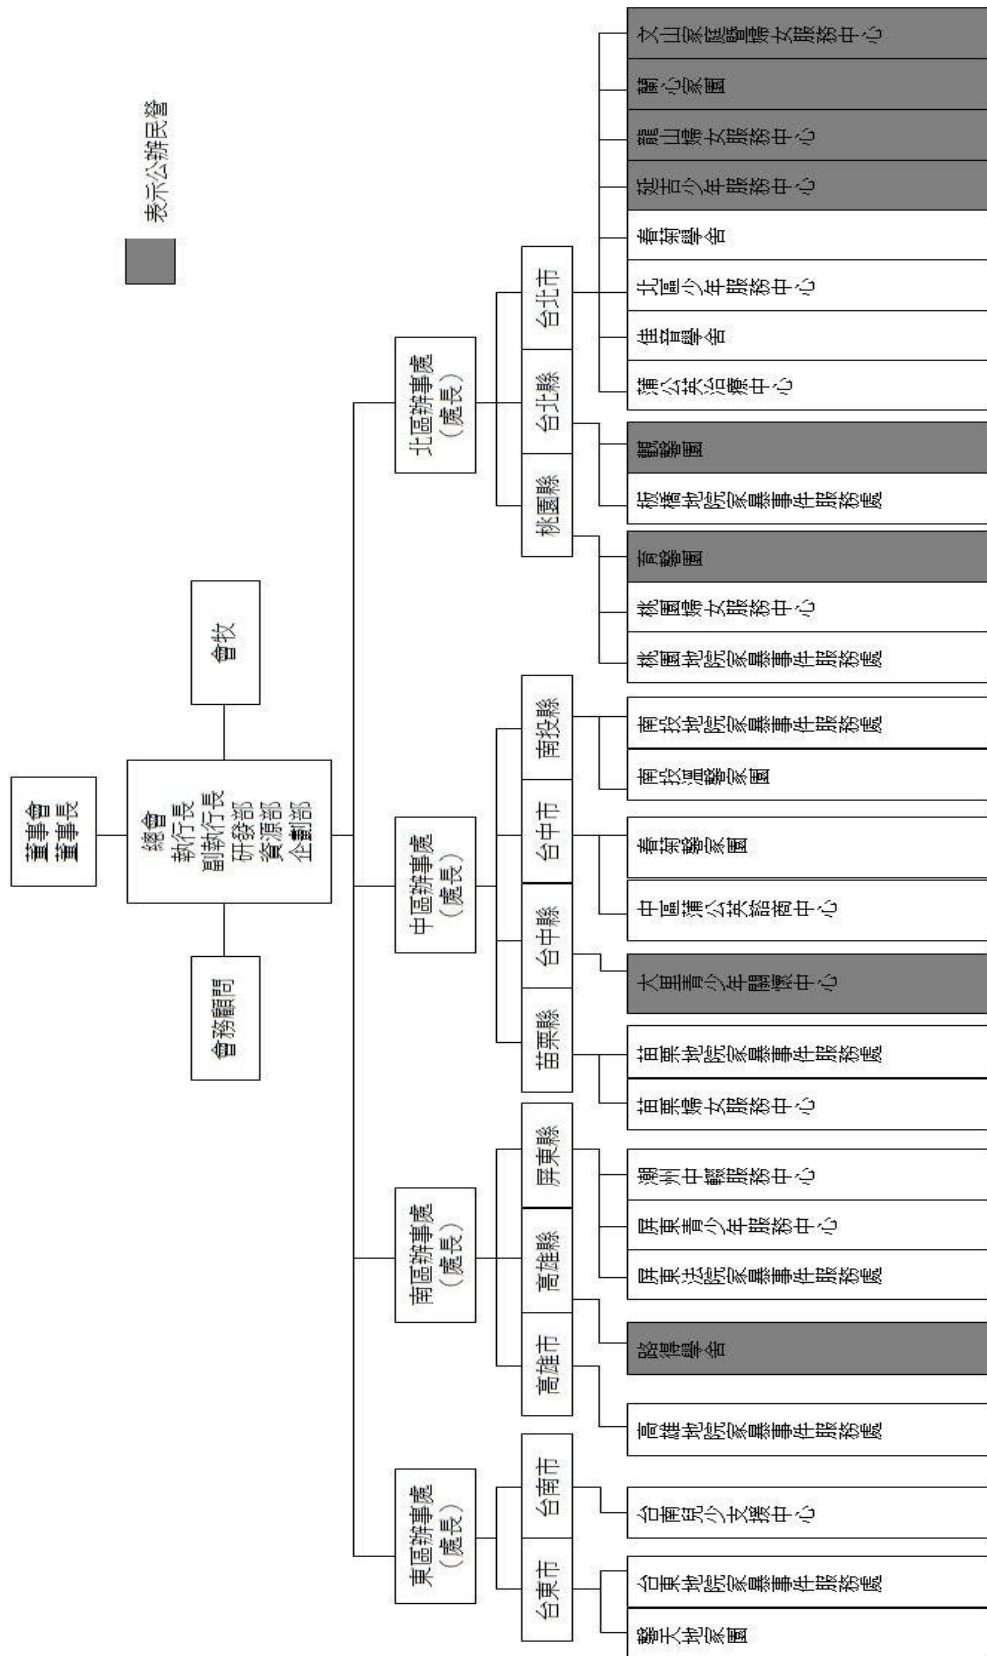 董事會
董事長
表示公辦民營
會務顧問
總會
執行長
副執行長
研發部
資源部
企劃部
會牧
東區辦事處
(處長)
南區辦事處
(處長)
中區辦事處
(處長)
北區辦事處
(處長)
台東市
台南市
高雄市
高雄縣
屏東縣
苗栗縣
台中縣
台中市
南投縣
桃園縣
台北縣
台北市
馨天地家園
台東地院家暴事件服務處
台南兒少支援中心
高雄地院家暴事件服務處
路得學舍
屏東法院家暴事件服務處
屏東青少年服務中心
潮州中輟服務中心
苗栗婦女服務中心
苗栗地院家暴事件服務處
大里青少年關懷中心
中區蒲公英諮商中心
春菊馨家園
南投溫馨家園
南投地院家暴事件服務處
桃園地院家暴事件服務處
桃園婦女服務中心
青馨園
板橋地院家暴事件服務處
觀馨園
蒲公英治療中心
佳音學舍
北區少年服務中心
春菊學舍
延吉少年服務中心
龍山婦女服務中心
蘭心家園
文山家庭暨婦女服務中心